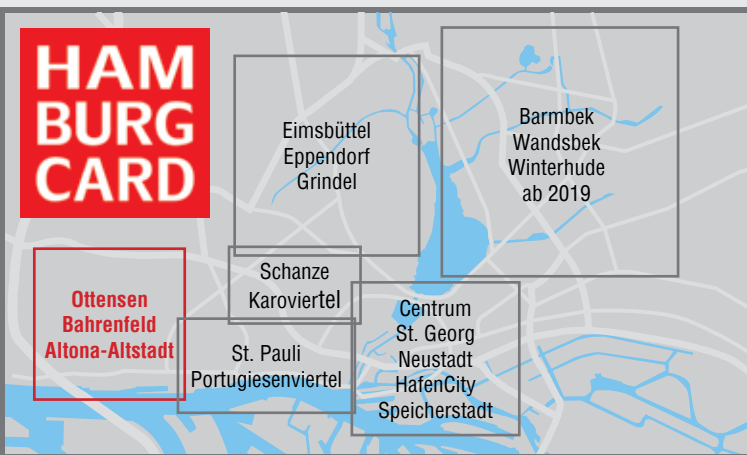 HAM
BURG
CARD
Eimsbüttel
Eppendorf
Grindel
Barmbek
Wandsbek
Winterhude
ab 2019
Schanze
Karoviertel
Ottensen
Bahrenfeld
Altona-Altstadt
St. Pauli
Portugiesenviertel
Centrum
St. Georg
Neustadt
HafenCity
Speicherstadt